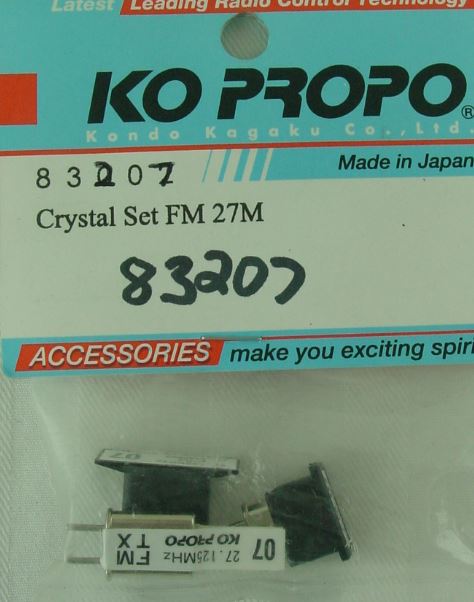 Latest Leading Radio Control Technology
KO PROPO®
Kondo Kagaku Co., Ltd.
Made in Japan
83207
Crystal Set FM 27M
83207
ACCESSORIES make you exciting spiri
07
07 27.125MHz FM
KO PROPO TX